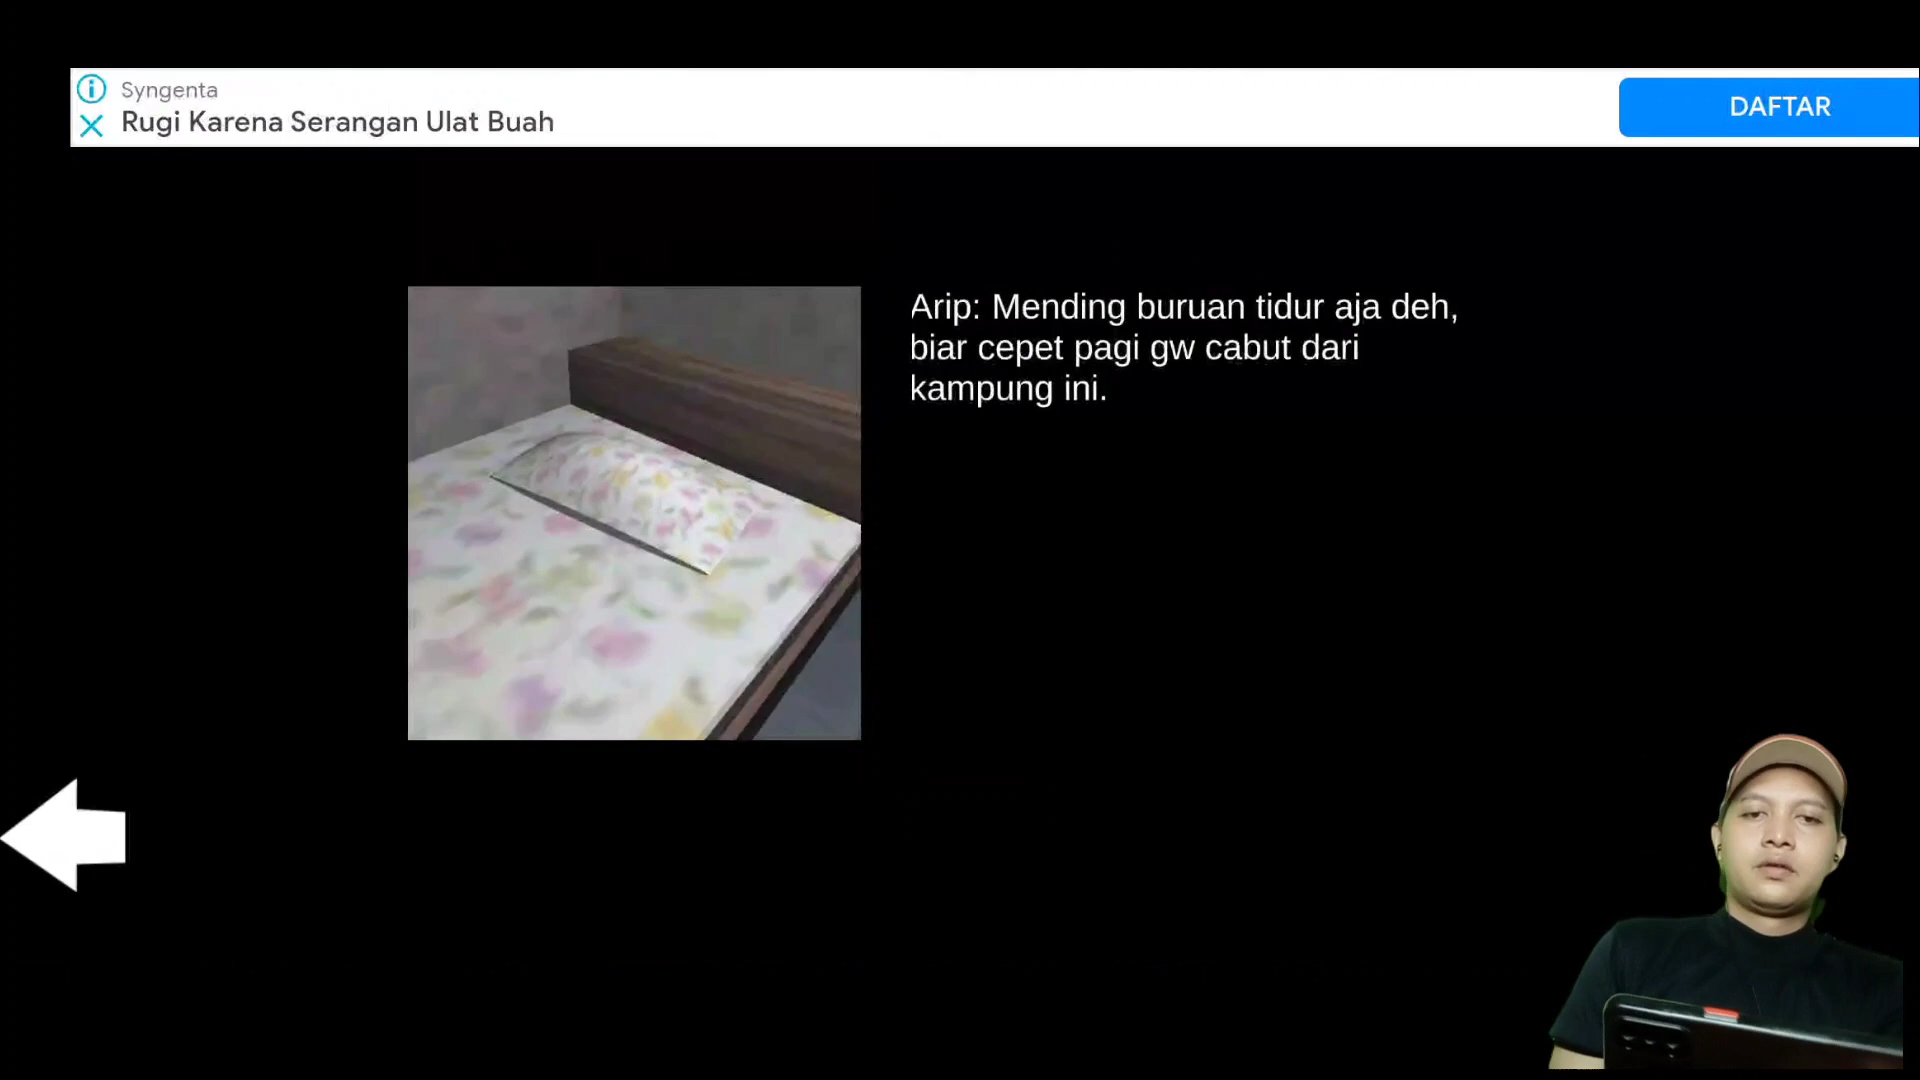 Syngenta
Rugi Karena Serangan Ulat Buah
DAFTAR
Arip: Mending buruan tidur aja deh,
biar cepet pagi gw cabut dari
kampung ini.